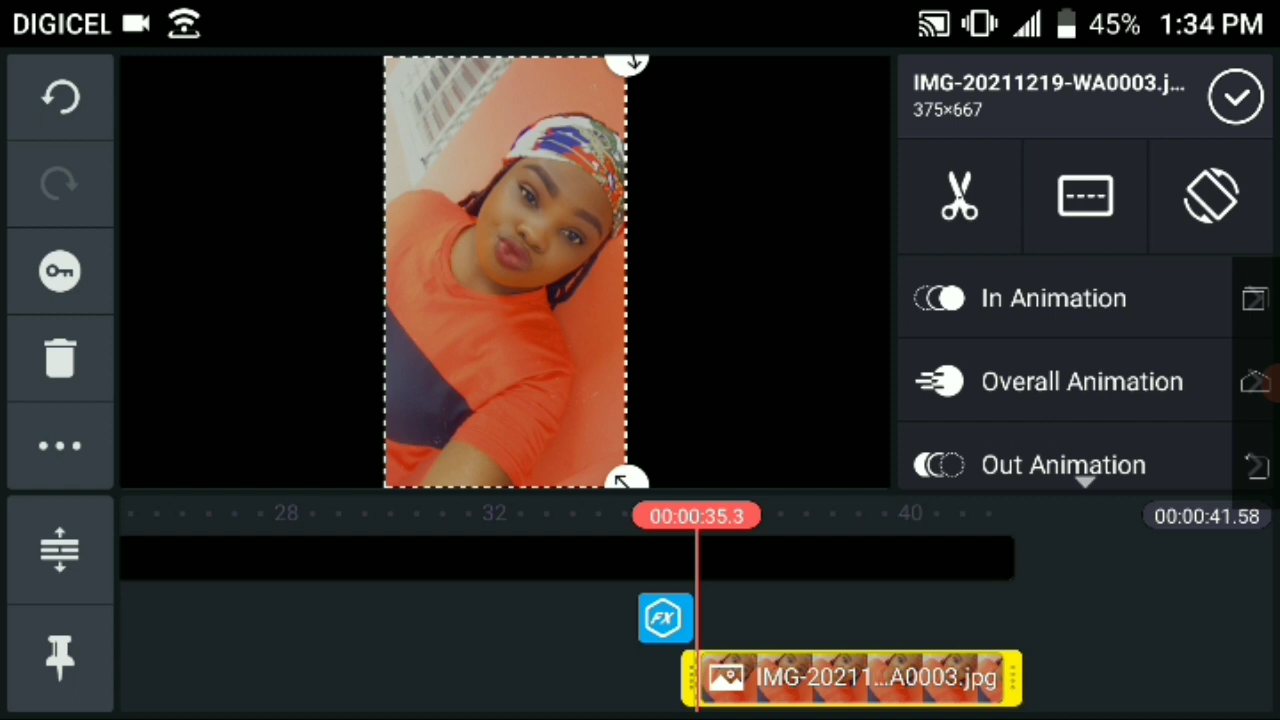 DIGICEL 45% 1:34 PM
IMG-20211219-WA0003.j...
375×667
In Animation
Overall Animation
Out Animation
28 32 00:00:35.3 40 00:00:41.58
FX
IMG-20211...A0003.jpg